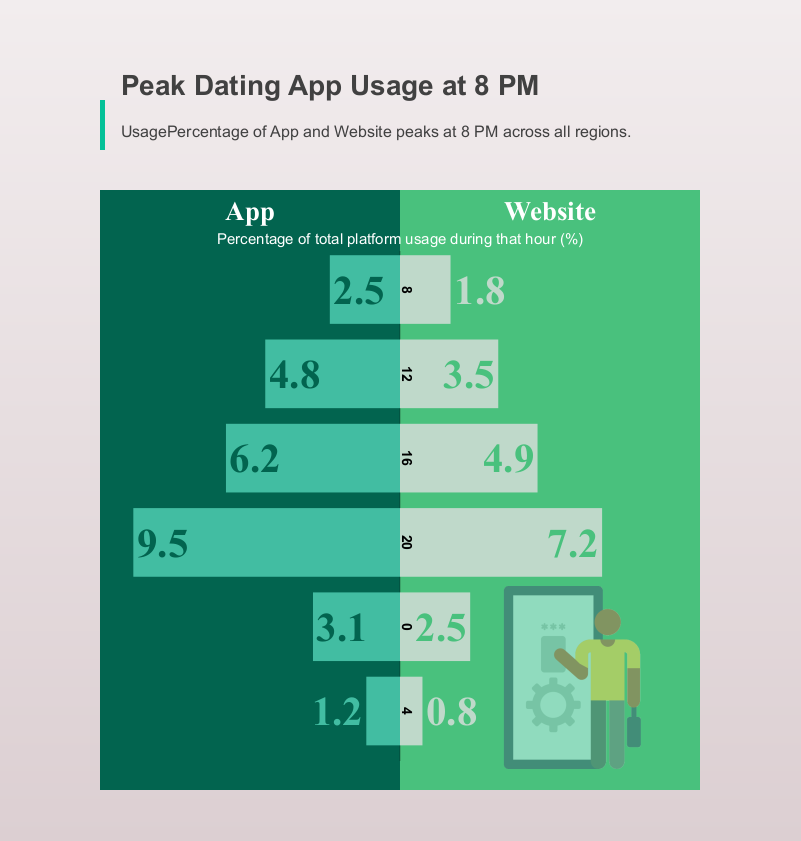 Peak Dating App Usage at 8 PM
UsagePercentage of App and Website peaks at 8 PM across all regions.
App Website
Percentage of total platform usage during that hour (%)
2.5 8 1.8
4.8 12 3.5
6.2 16 4.9
9.5 20 7.2
3.1 0 2.5
1.2 4 0.8